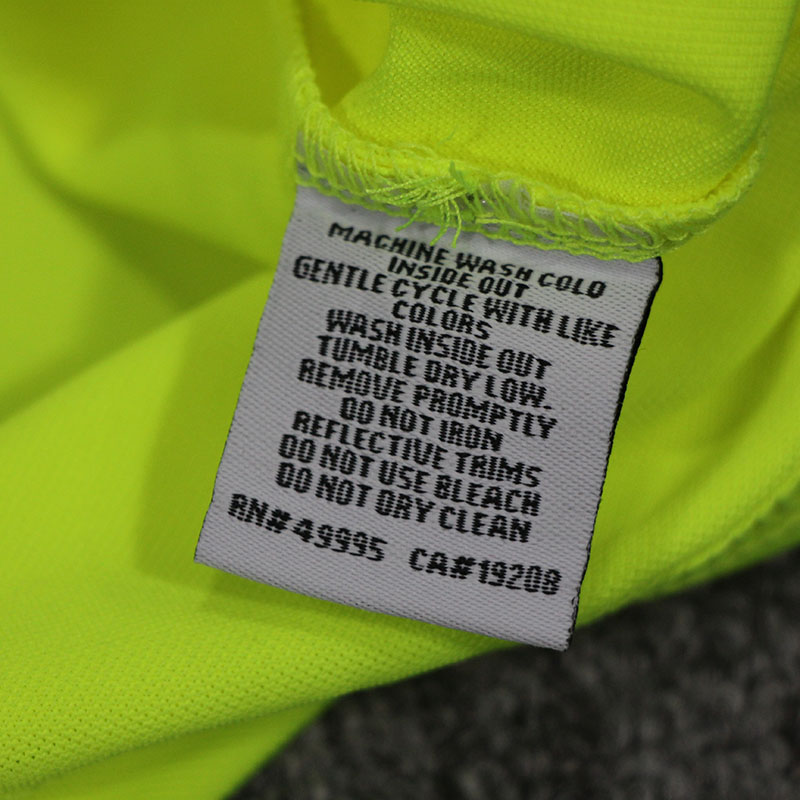 MACHINE WASH COLD
INSIDE OUT
GENTLE CYCLE WITH LIKE
COLORS
WASH INSIDE OUT
TUMBLE DRY LOW.
REMOVE PROMPTLY
DO NOT IRON
REFLECTIVE TRIMS
DO NOT USE BLEACH
DO NOT DRY CLEAN
RN#49995 CA#19208